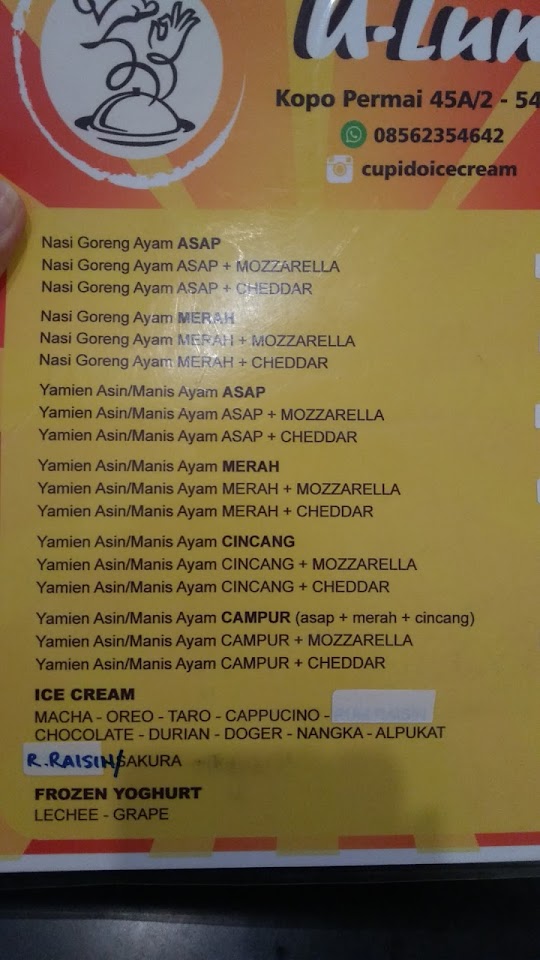 Kopo Permai 45A/2 - 54
08562354642
cupidoicecream
Nasi Goreng Ayam ASAP
Nasi Goreng Ayam ASAP + MOZZARELLA
Nasi Goreng Ayam ASAP + CHEDDAR
Nasi Goreng Ayam MERAH
Nasi Goreng Ayam MERAH + MOZZARELLA
Nasi Goreng Ayam MERAH + CHEDDAR
Yamien Asin/Manis Ayam ASAP
Yamien Asin/Manis Ayam ASAP + MOZZARELLA
Yamien Asin/Manis Ayam ASAP + CHEDDAR
Yamien Asin/Manis Ayam MERAH
Yamien Asin/Manis Ayam MERAH + MOZZARELLA
Yamien Asin/Manis Ayam MERAH + CHEDDAR
Yamien Asin/Manis Ayam CINCANG
Yamien Asin/Manis Ayam CINCANG + MOZZARELLA
Yamien Asin/Manis Ayam CINCANG + CHEDDAR
Yamien Asin/Manis Ayam CAMPUR (asap + merah + cincang)
Yamien Asin/Manis Ayam CAMPUR + MOZZARELLA
Yamien Asin/Manis Ayam CAMPUR + CHEDDAR
ICE CREAM
MACHA - OREO - TARO - CAPPUCINO -
CHOCOLATE - DURIAN - DOGER - NANGKA - ALPUKAT
R.RAISIN/SAKURA
FROZEN YOGHURT
LECHEE - GRAPE